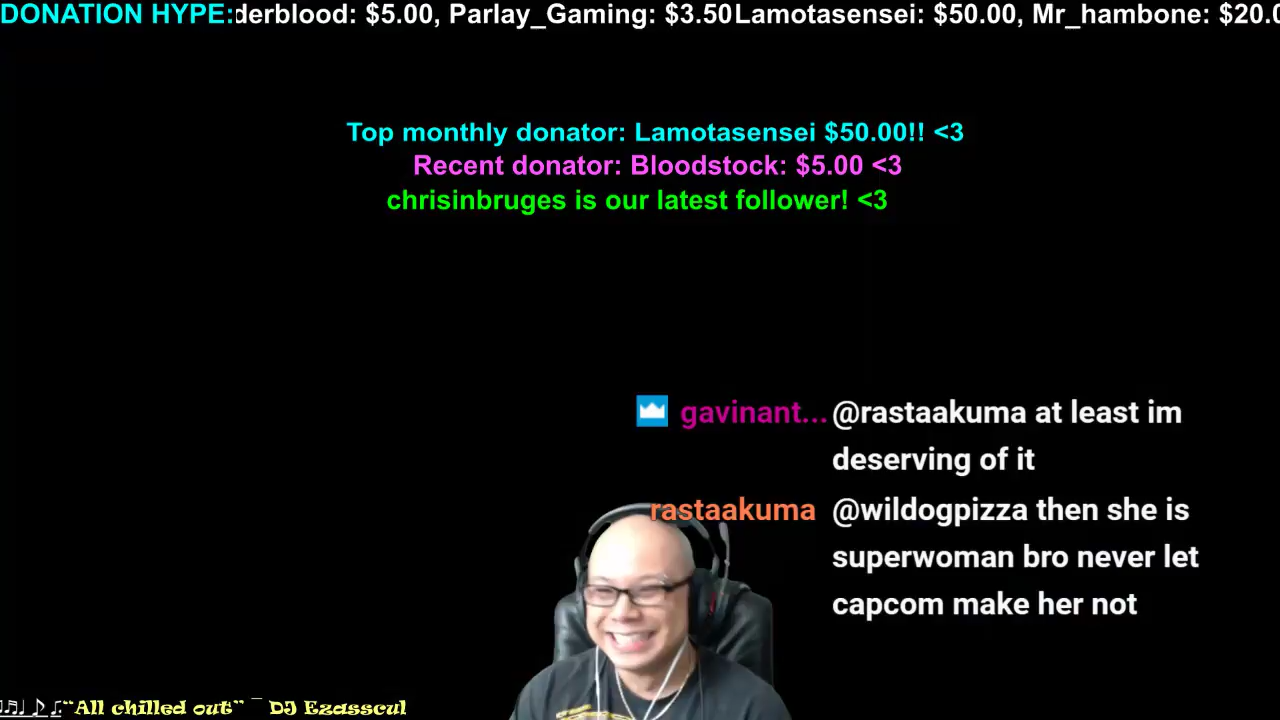 DONATION HYPE:derblood: $5.00, Parlay_Gaming: $3.50Lamotasensei: $50.00, Mr_hambone: $20.0
Top monthly donator: Lamotasensei $50.00!! <3
Recent donator: Bloodstock: $5.00 <3
chrisinbruges is our latest follower! <3
gavinant... @rastaakuma at least im
deserving of it
rastaakuma @wildogpizza then she is
superwoman bro never let
capcom make her not
"All chilled out" ~ DJ Ezasscul